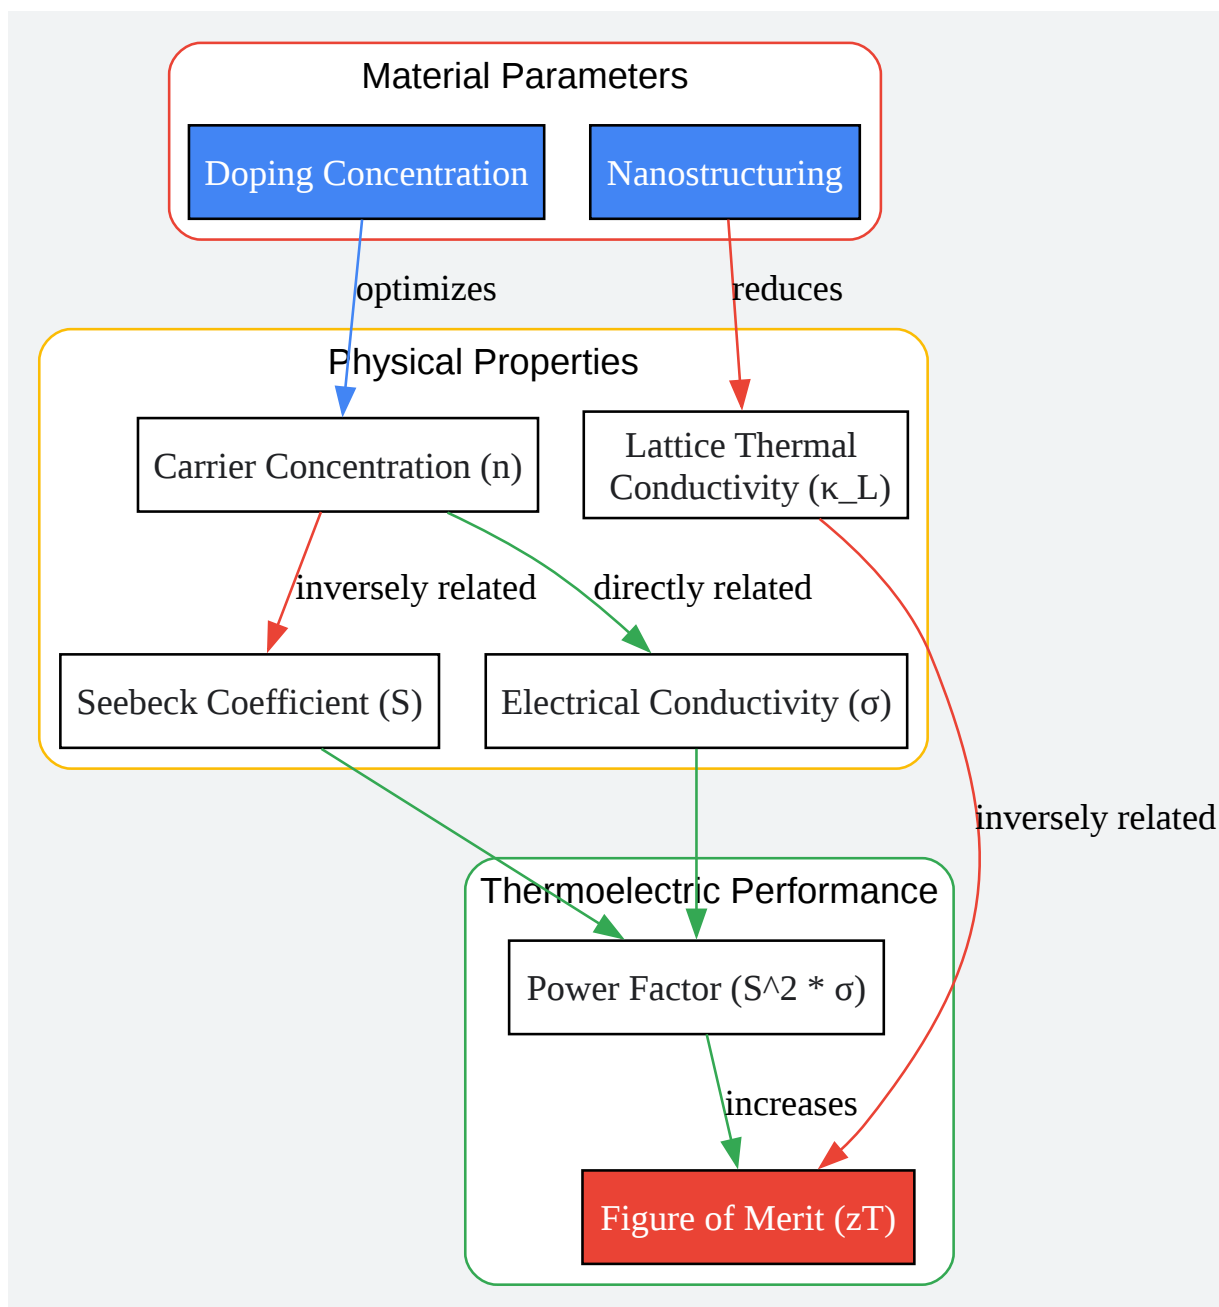 Material Parameters
Doping Concentration
Nanostructuring
optimizes
reduces
Physical Properties
Carrier Concentration (n)
Lattice Thermal
Conductivity (κ_L)
inversely related
directly related
Seebeck Coefficient (S)
Electrical Conductivity (σ)
inversely related
Thermoelectric Performance
Power Factor (S^2 * σ)
increases
Figure of Merit (zT)